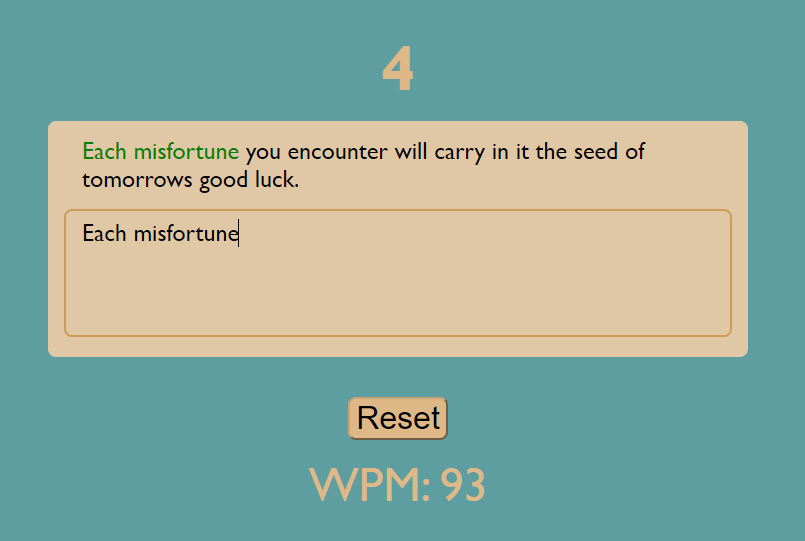 4
Each misfortune you encounter will carry in it the seed of
tomorrows good luck.
Each misfortune
Reset
WPM: 93